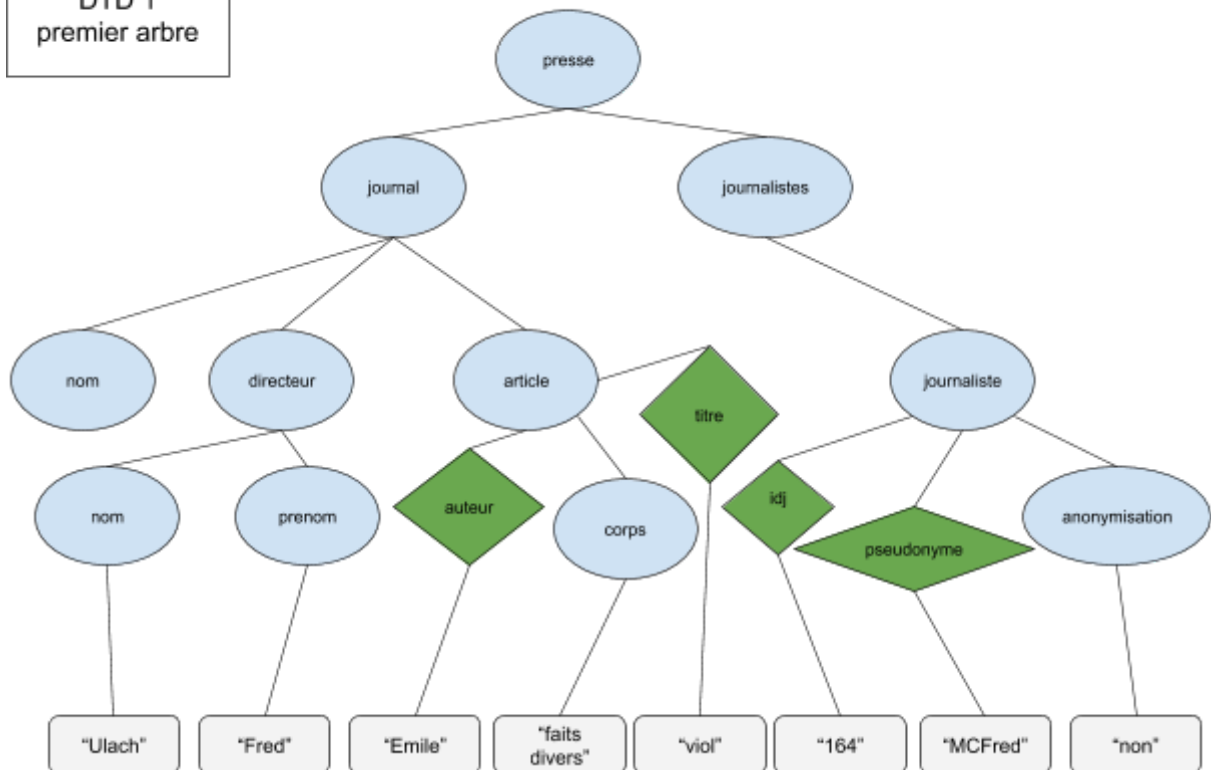 DTD 1
premier arbre
presse
journal
journalistes
nom
directeur
article
titre
journaliste
nom
prenom
auteur
corps
idj
pseudonyme
anonymisation
“Ulach”
“Fred”
“Emile”
“faits
divers”
“viol”
“164”
“MCFred”
“non”